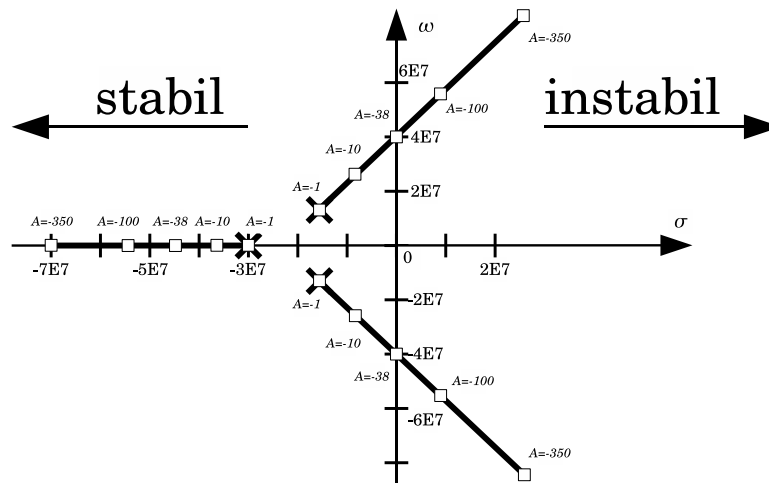 ω
A=-350
6E7
stabil
instabil
A=-38
A=-100
4E7
A=-10
A=-1
2E7
A=-350
A=-100
A=-38
A=-10
A=-1
σ
-7E7
-5E7
-3E7
0
2E7
A=-1
-2E7
A=-10
-4E7
A=-38
A=-100
-6E7
A=-350